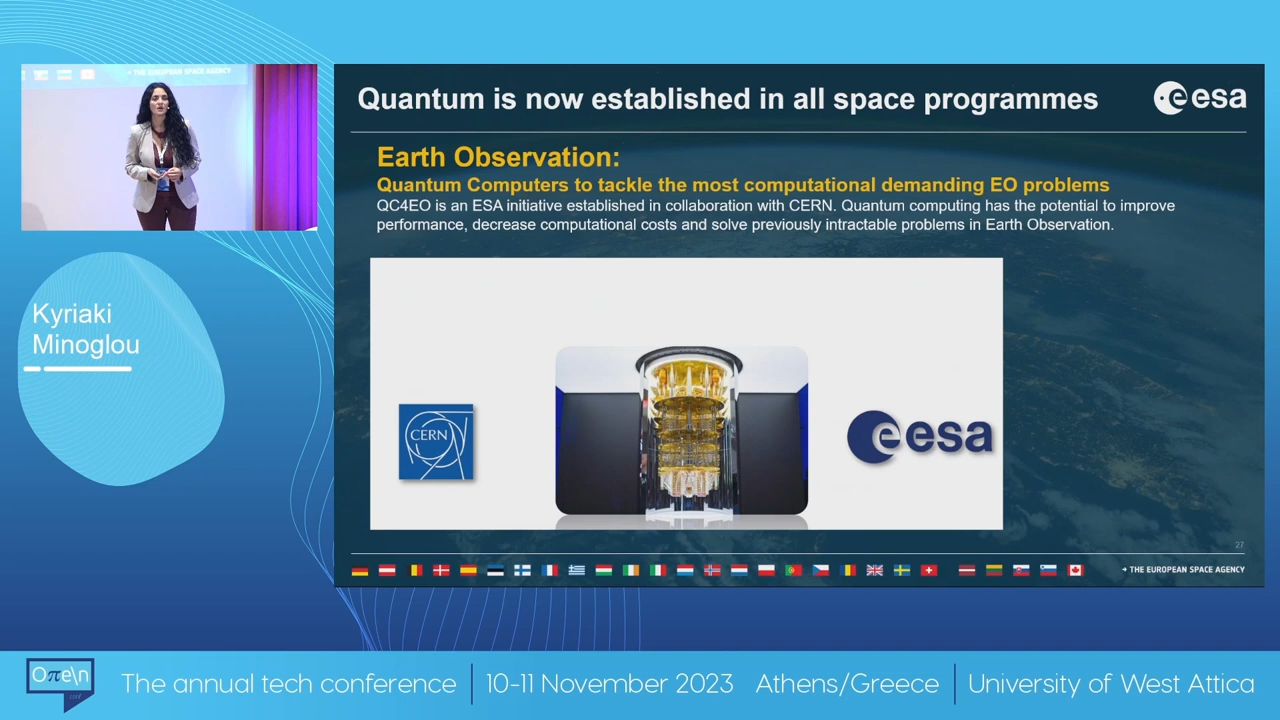 → THE EUROPEAN SPACE AGENCY
Quantum is now established in all space programmes
esa
Earth Observation:
Quantum Computers to tackle the most computational demanding EO problems
QC4EO is an ESA initiative established in collaboration with CERN. Quantum computing has the potential to improve
performance, decrease computational costs and solve previously intractable problems in Earth Observation.
Kyriaki
Minoglou
CERN
esa
27
→ THE EUROPEAN SPACE AGENCY
Oπe\n
conf
The annual tech conference
10-11 November 2023
Athens/Greece
University of West Attica